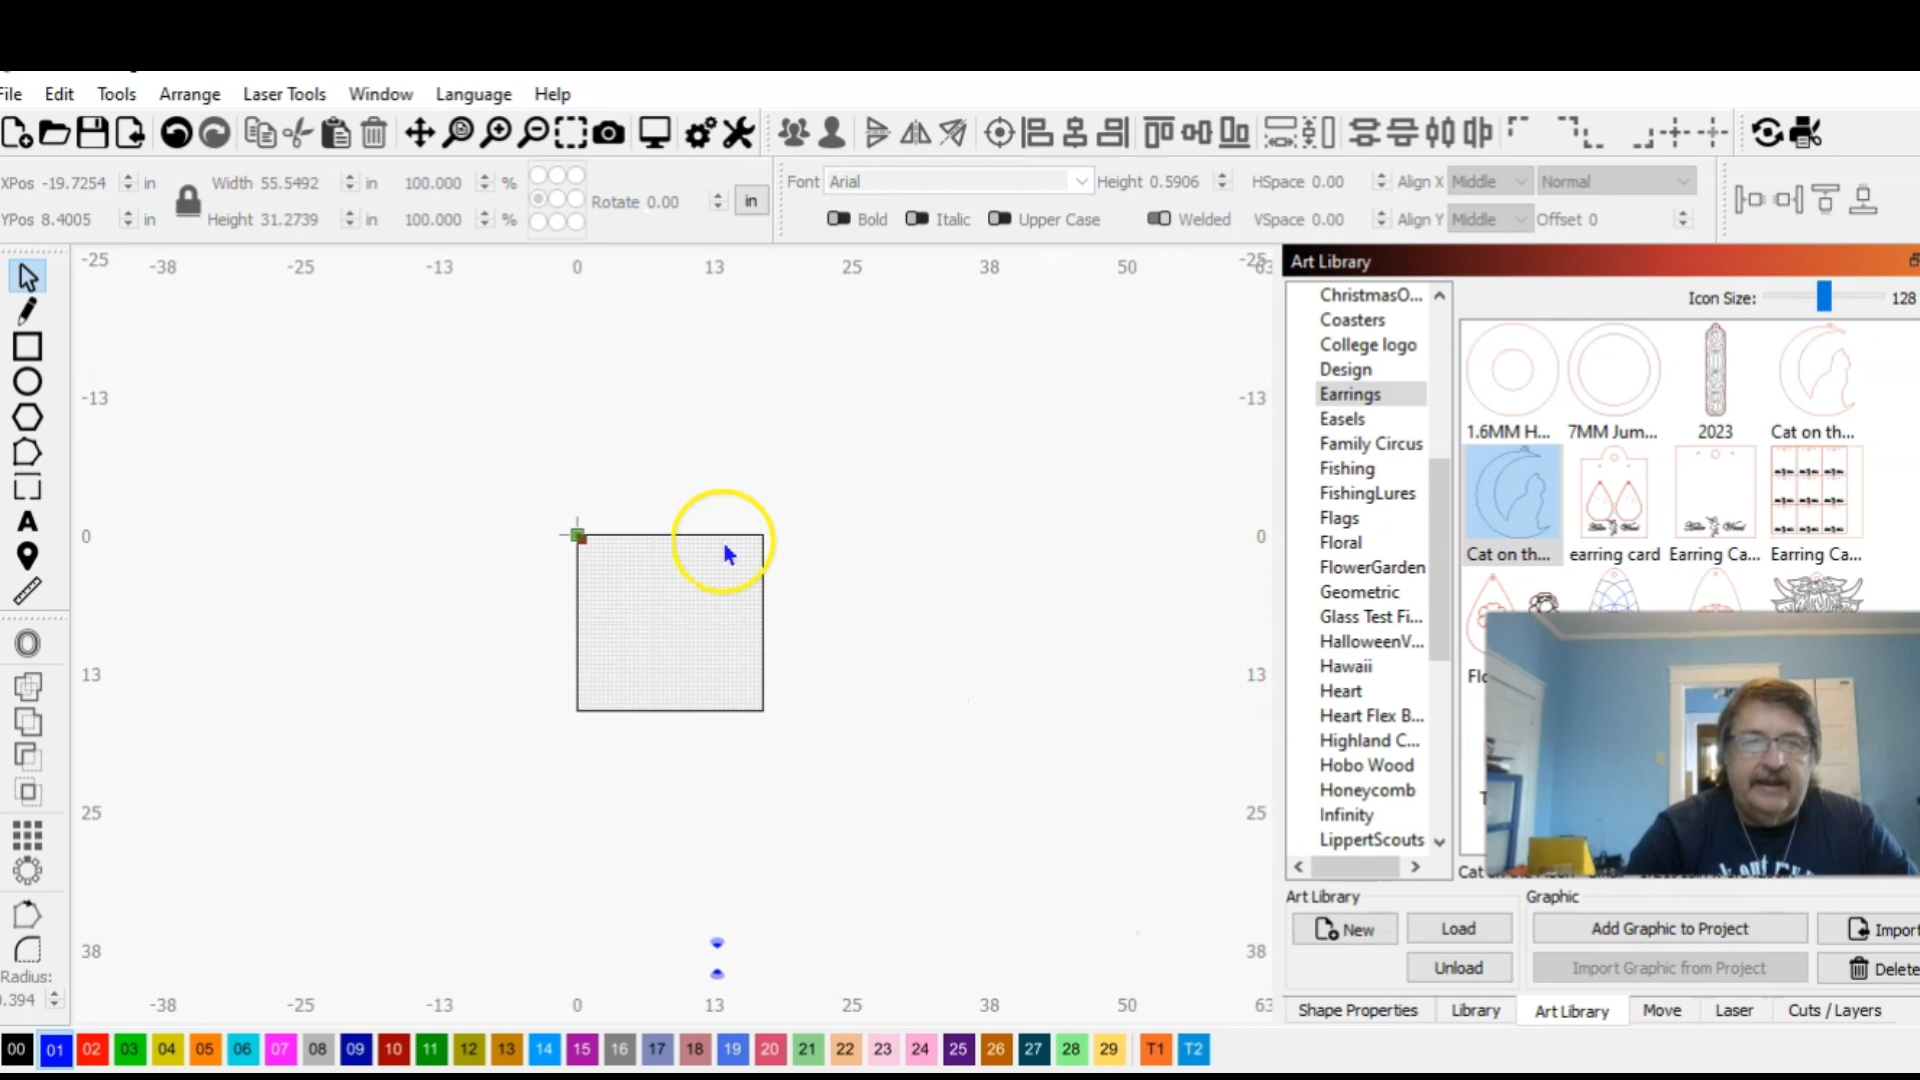 File Edit Tools Arrange Laser Tools Window Language Help
XPos -19.7254 in Width 55.5492 in 100.000 % Rotate 0.00 in
YPos 8.4005 in Height 31.2739 in 100.000 %
Font Arial Height 0.5906 HSpace 0.00 Align X Middle Normal
Bold Italic Upper Case Welded VSpace 0.00 Align Y Middle Offset 0
-25 -38 -25 -13 0 13 25 38 50 -25 63
-13 -13
0 0
13 13
25 25
38 38
-38 -25 -13 0 13 25 38 50 63
Radius:
.394
Art Library
Icon Size: 128
ChristmasO...
Coasters
College logo
Design
Earrings
Easels
Family Circus
Fishing
FishingLures
Flags
Floral
FlowerGarden
Geometric
Glass Test Fi...
HalloweenV...
Hawaii
Heart
Heart Flex B...
Highland C...
Hobo Wood
Honeycomb
Infinity
LippertScouts
1.6MM H... 7MM Jum... 2023 Cat on th...
Cat on th... earring card Earring Ca... Earring Ca...
Art Library Graphic
New Load Add Graphic to Project Import
Unload Import Graphic from Project Delete
Shape Properties Library Art Library Move Laser Cuts / Layers
00 01 02 03 04 05 06 07 08 09 10 11 12 13 14 15 16 17 18 19 20 21 22 23 24 25 26 27 28 29 T1 T2